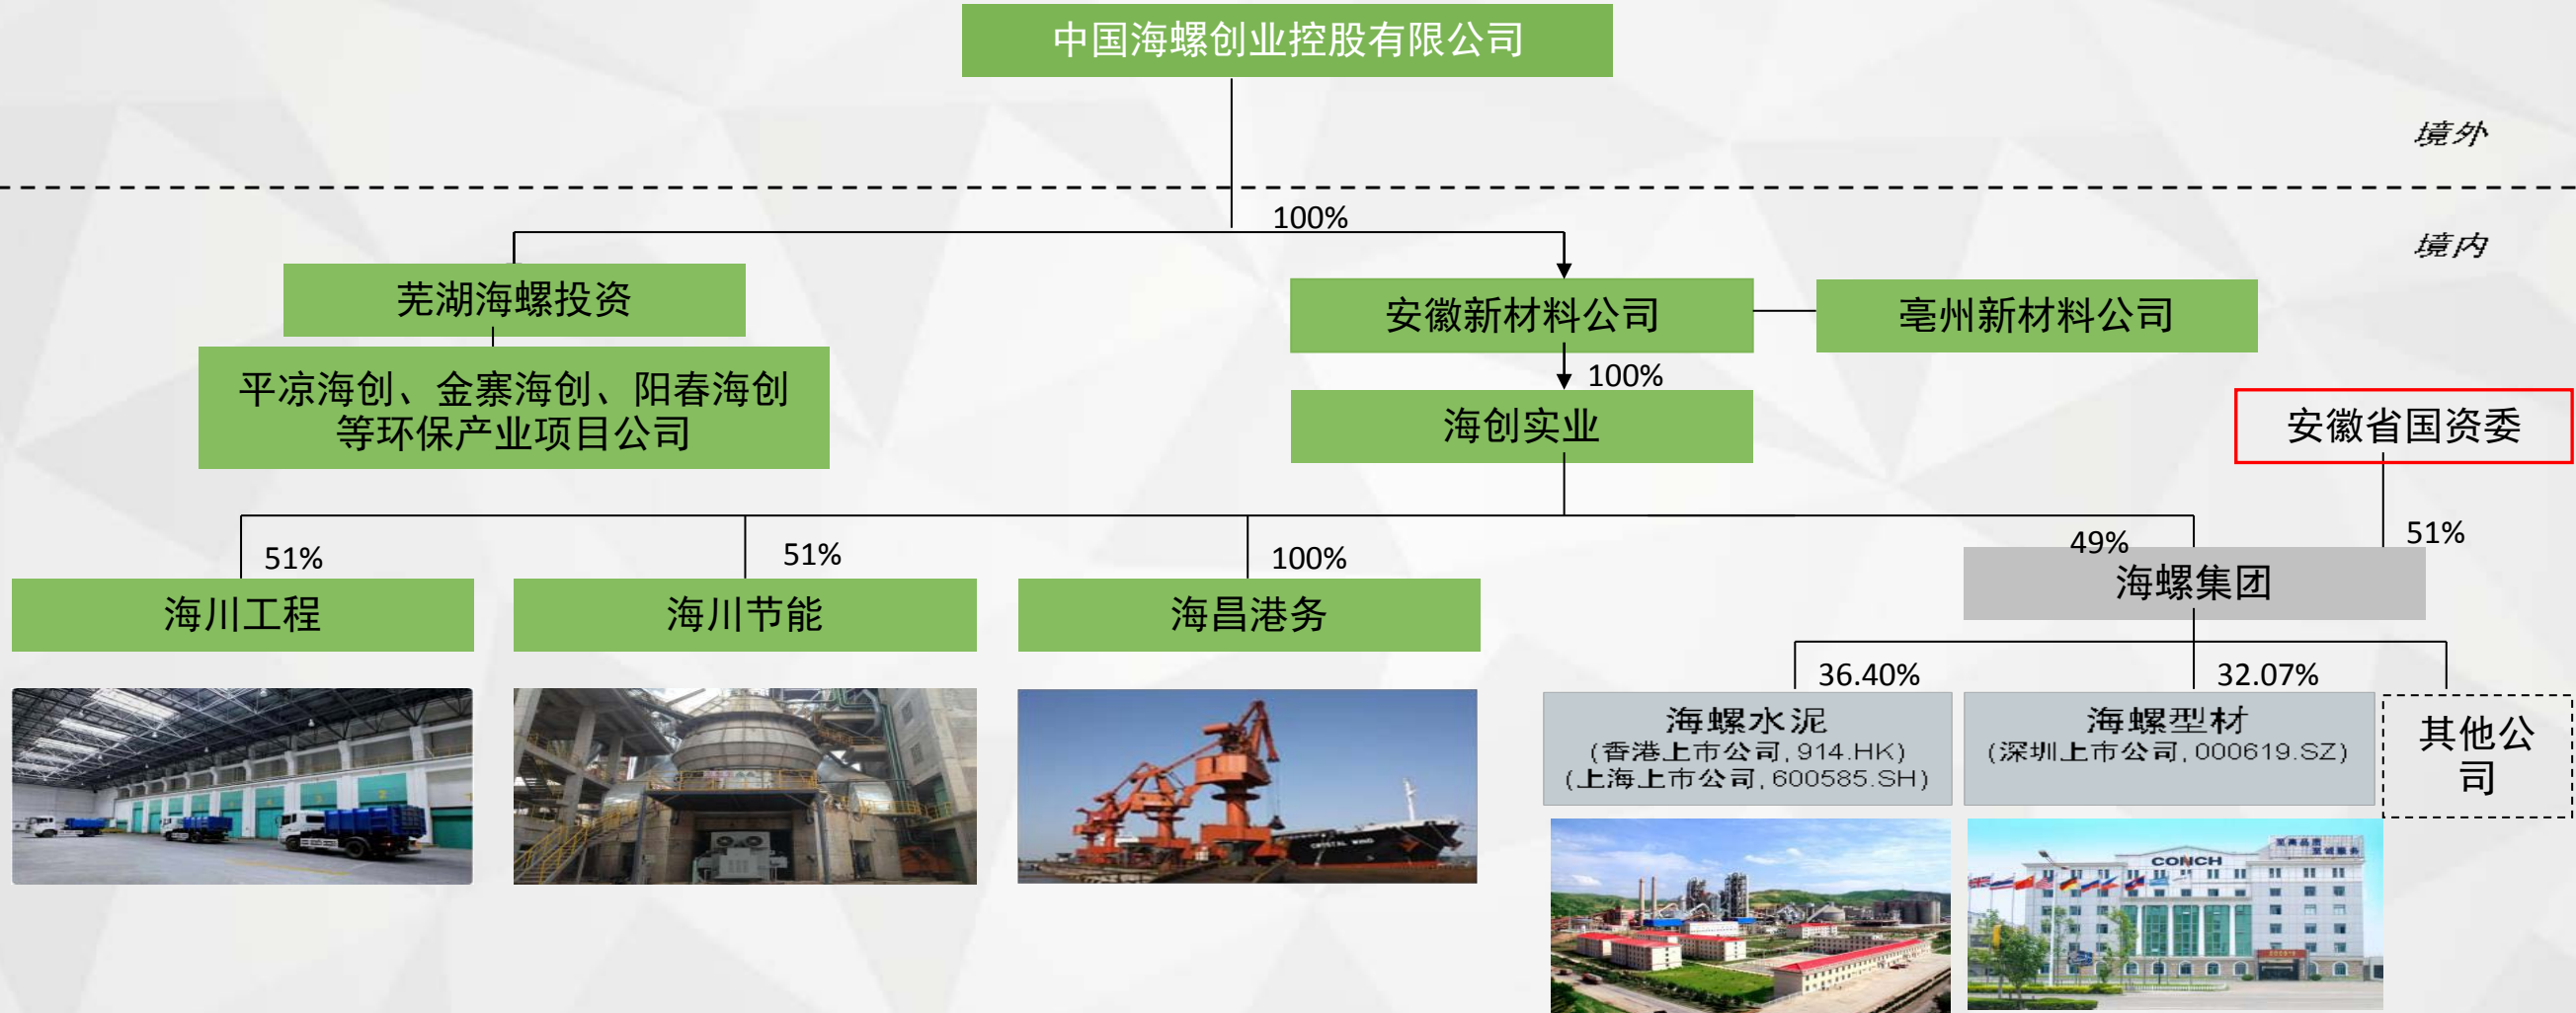 中国海螺创业控股有限公司
境外
100%
境内
芜湖海螺投资
安徽新材料公司
亳州新材料公司
平凉海创、金寨海创、阳春海创
等环保产业项目公司
100%
海创实业
安徽省国资委
51%
51%
100%
49%
51%
海川工程
海川节能
海昌港务
海螺集团
36.40%
32.07%
海螺水泥
(香港上市公司,914.HK)
(上海上市公司,600585.SH)
海螺型材
(深圳上市公司,000619.SZ)
其他公
司
CRYSTAL WIND
CONCH